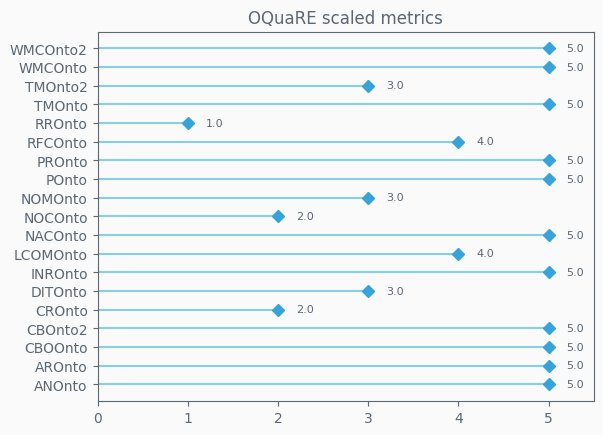 OQuaRE scaled metrics
WMCOnto2 5.0
WMCOnto 5.0
TMOnto2 3.0
TMOnto 5.0
RROnto 1.0
RFCOnto 4.0
PROnto 5.0
POnto 5.0
NOMOnto 3.0
NOCOnto 2.0
NACOnto 5.0
LCOMOnto 4.0
INROnto 5.0
DITOnto 3.0
CROnto 2.0
CBOnto2 5.0
CBOOnto 5.0
AROnto 5.0
ANOnto 5.0
0 1 2 3 4 5